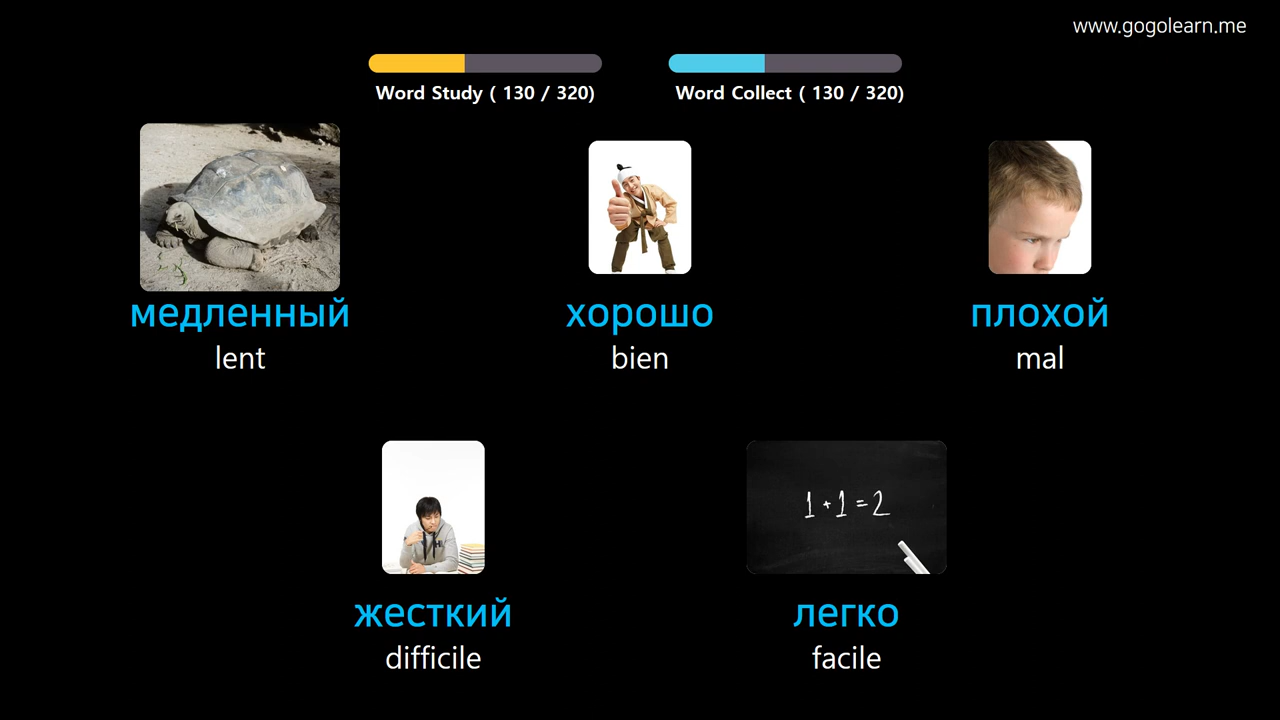 www.gogolearn.me
Word Study ( 130 / 320)
Word Collect ( 130 / 320)
медленный
lent
хорошо
bien
плохой
mal
1 + 1 = 2
жесткий
difficile
легко
facile